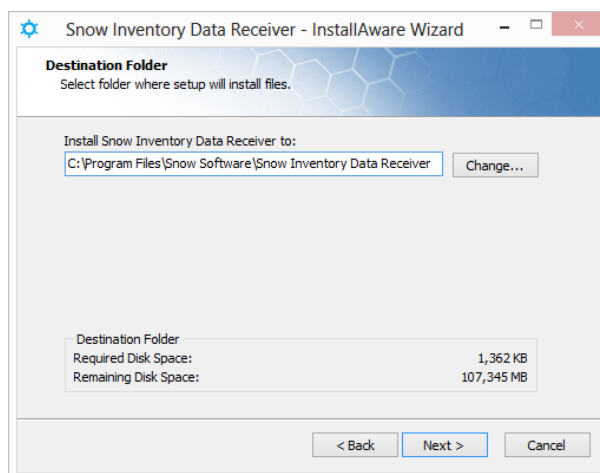 Snow Inventory Data Receiver - InstallAware Wizard
Destination Folder
Select folder where setup will install files.
Install Snow Inventory Data Receiver to:
C:\Program Files\Snow Software\Snow Inventory Data Receiver
Change...
Destination Folder
Required Disk Space: 1,362 KB
Remaining Disk Space: 107,345 MB
< Back Next > Cancel